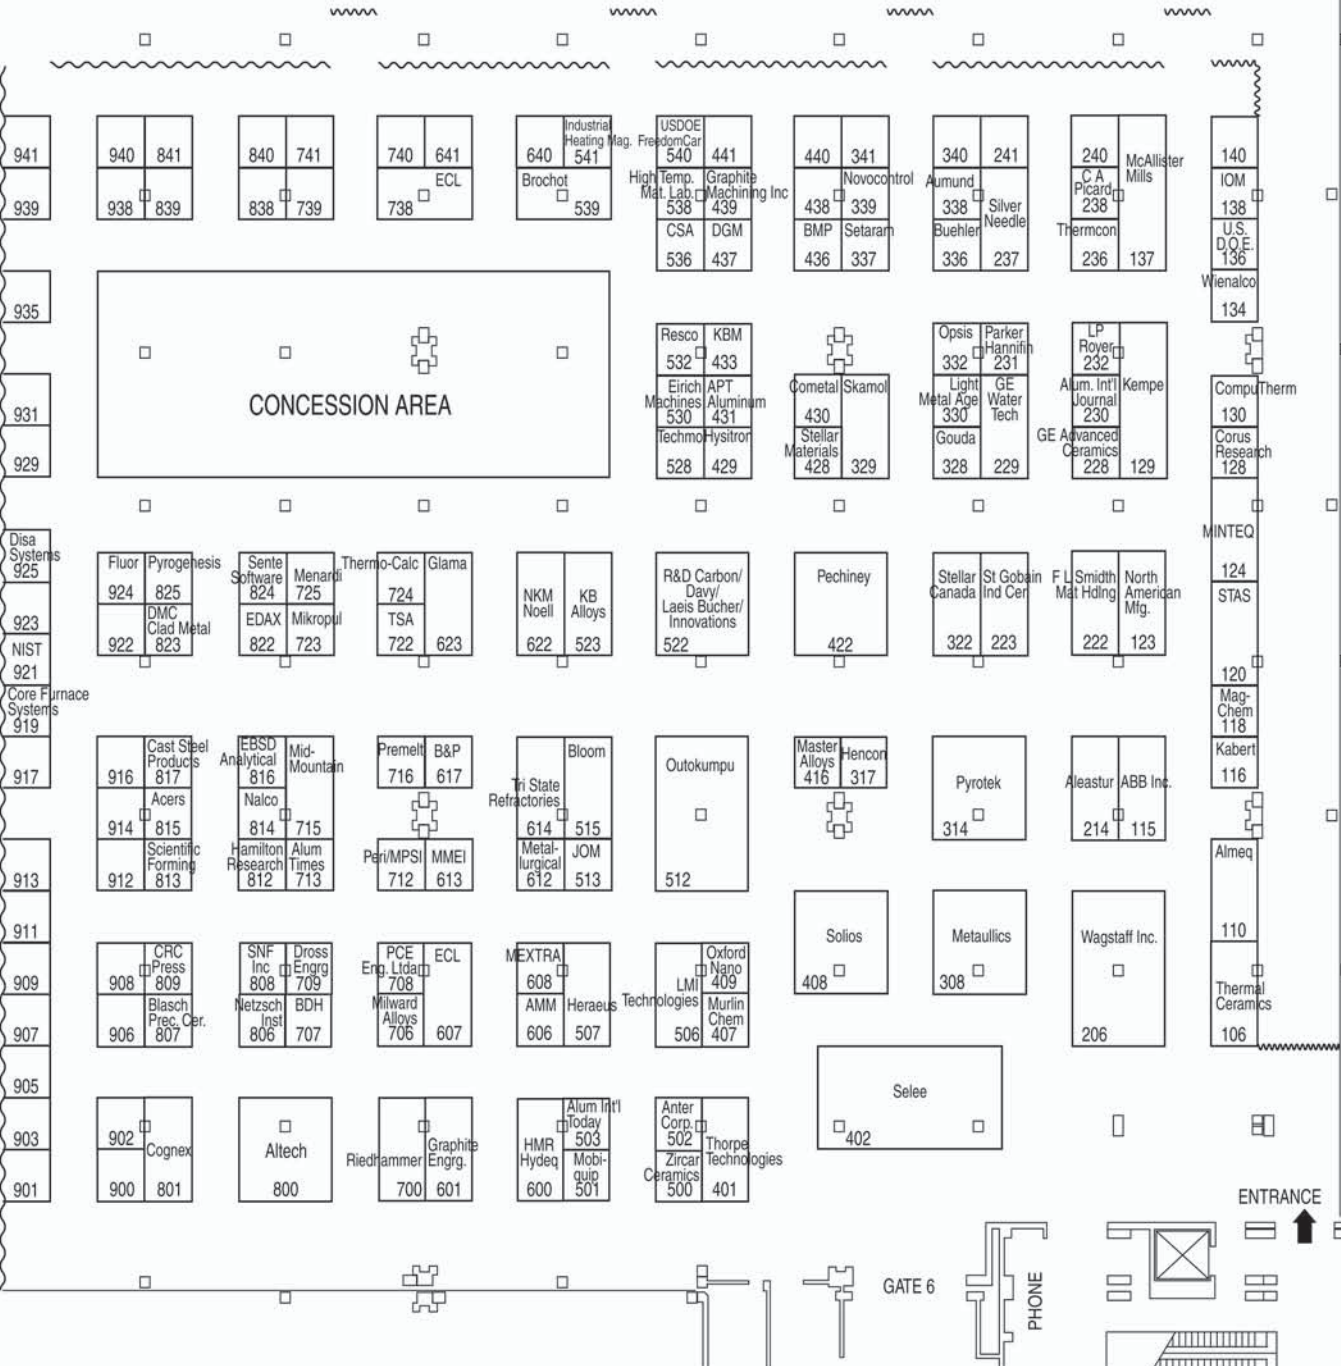 Industrial
Heating Mag.
USDOE
FreedomCar
941
940
841
840
741
740
641
640
541
540
441
440
341
340
241
240
McAllister
Mills
140
939
938
839
838
739
ECL
738
Brochot
539
High Temp.
Mat. Lab.
538
Graphite
Machining Inc
439
438
Novocontrol
339
Aumund
338
Silver
Needle
C A
Picard
238
IOM
138
CSA
536
DGM
437
BMP
436
Setaram
337
Buehler
336
237
Thermcon
236
137
U.S.
D.O.E.
136
935
Wienalco
134
CONCESSION AREA
Resco
532
KBM
433
Opsis
332
Parker
Hannifin
231
LP
Royer
232
931
Eirich
Machines
530
APT
Aluminum
431
Cometal
430
Skamol
Light
Metal Age
330
GE
Water
Tech
Alum. Int'l
Journal
230
Kempe
CompuTherm
130
929
Techmo
528
Hysitron
429
Stellar
Materials
428
329
Gouda
328
229
GE Advanced
Ceramics
228
129
Corus
Research
128
Disa
Systems
925
Fluor
924
Pyrogenesis
825
Sente
Software
824
Menardi
725
Thermo-Calc
724
Glama
NKM
Noell
622
KB
Alloys
523
R&D Carbon/
Davy/
Laeis Bucher/
Innovations
522
Pechiney
422
Stellar
Canada
322
St Gobain
Ind Cer
223
F L Smidth
Mat Hdlng
222
North
American
Mfg.
123
MINTEQ
124
923
922
DMC
Clad Metal
823
EDAX
822
Mikropul
723
TSA
722
623
STAS
120
NIST
921
Core Furnace
Systems
919
Mag-
Chem
118
917
916
Cast Steel
Products
817
EBSD
Analytical
816
Mid-
Mountain
Premelt
716
B&P
617
Tri State
Refractories
614
Bloom
515
Outokumpu
512
Master
Alloys
416
Hencon
317
Pyrotek
314
Aleastur
214
ABB Inc.
115
Kabert
116
914
Acers
815
Nalco
814
715
913
912
Scientific
Forming
813
Hamilton
Research
812
Alum
Times
713
Peri/MPSI
712
MMEI
613
Metal-
lurgical
612
JOM
513
Almeq
110
911
Solios
408
Metaullics
308
Wagstaff Inc.
206
909
908
CRC
Press
809
SNF
Inc
808
Dross
Engrg
709
PCE
Eng. Ltda
708
ECL
607
MEXTRA
608
LMI
Technologies
506
Oxford
Nano
409
Thermal
Ceramics
106
907
906
Blasch
Prec. Cer.
807
Netzsch
Inst
806
BDH
707
Milward
Alloys
706
AMM
606
Heraeus
507
Murlin
Chem
407
905
Selee
402
903
902
Cognex
801
Altech
800
Riedhammer
700
Graphite
Engrg.
601
HMR
Hydeq
600
Alum Int'l
Today
503
Anter
Corp.
502
Thorpe
Technologies
401
901
900
Mobi-
quip
501
Zircar
Ceramics
500
ENTRANCE
GATE 6
PHONE